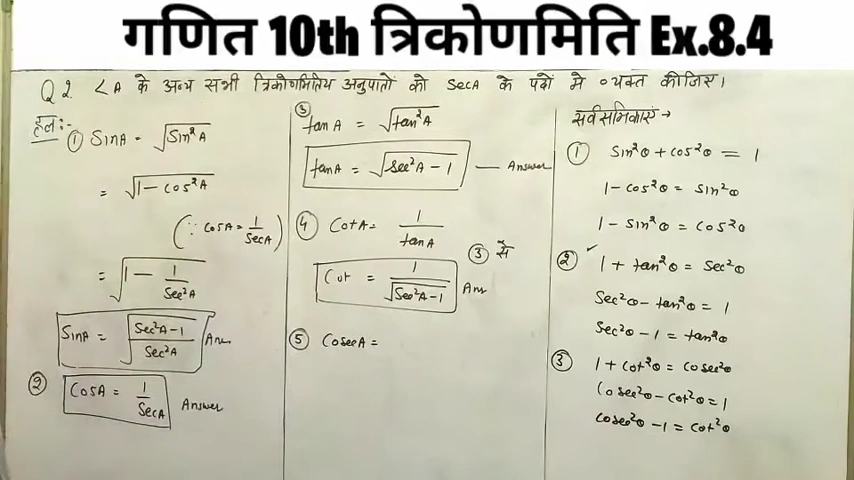 गणित 10th त्रिकोणमिति Ex.8.4
Q2. ∠A के अन्य सभी त्रिकोणमितिय अनुपातों को SecA के पदों मे व्यक्त कीजिए।
हल:-
① SinA = √Sin²A
= √1 - cos²A
(∵ cosA = 1/SecA)
= √1 - 1/Sec²A
SinA = √Sec²A-1/Sec²A Ans
② CosA = 1/SecA Answer
③
tanA = √tan²A
tanA = √Sec²A - 1 — Answer
④ CotA = 1/tanA
③ से
Cot = 1/√Sec²A-1 Ans
⑤ CosecA =
सर्वसमिकाएं →
① Sin²θ + cos²θ = 1
1 - cos²θ = sin²θ
1 - Sin²θ = cos²θ
② 1 + tan²θ = Sec²θ
Sec²θ - tan²θ = 1
Sec²θ - 1 = tan²θ
③ 1 + cot²θ = cosec²θ
Cosec²θ - cot²θ = 1
cosec²θ - 1 = cot²θ